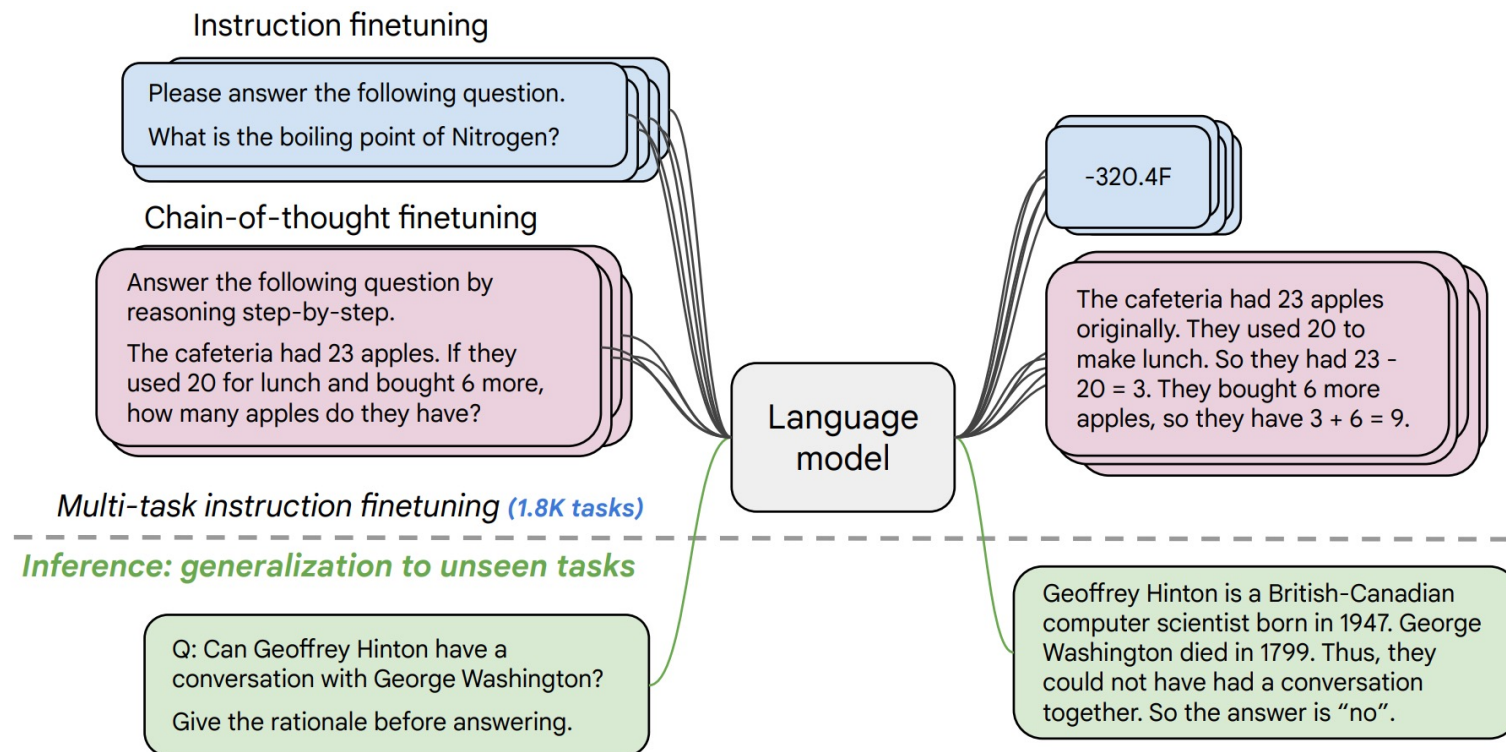 Instruction finetuning
Please answer the following question.
What is the boiling point of Nitrogen?
-320.4F
Chain-of-thought finetuning
Answer the following question by
reasoning step-by-step.
The cafeteria had 23 apples. If they
used 20 for lunch and bought 6 more,
how many apples do they have?
Language
model
The cafeteria had 23 apples
originally. They used 20 to
make lunch. So they had 23 -
20 = 3. They bought 6 more
apples, so they have 3 + 6 = 9.
Multi-task instruction finetuning (1.8K tasks)
Inference: generalization to unseen tasks
Q: Can Geoffrey Hinton have a
conversation with George Washington?
Give the rationale before answering.
Geoffrey Hinton is a British-Canadian
computer scientist born in 1947. George
Washington died in 1799. Thus, they
could not have had a conversation
together. So the answer is “no”.